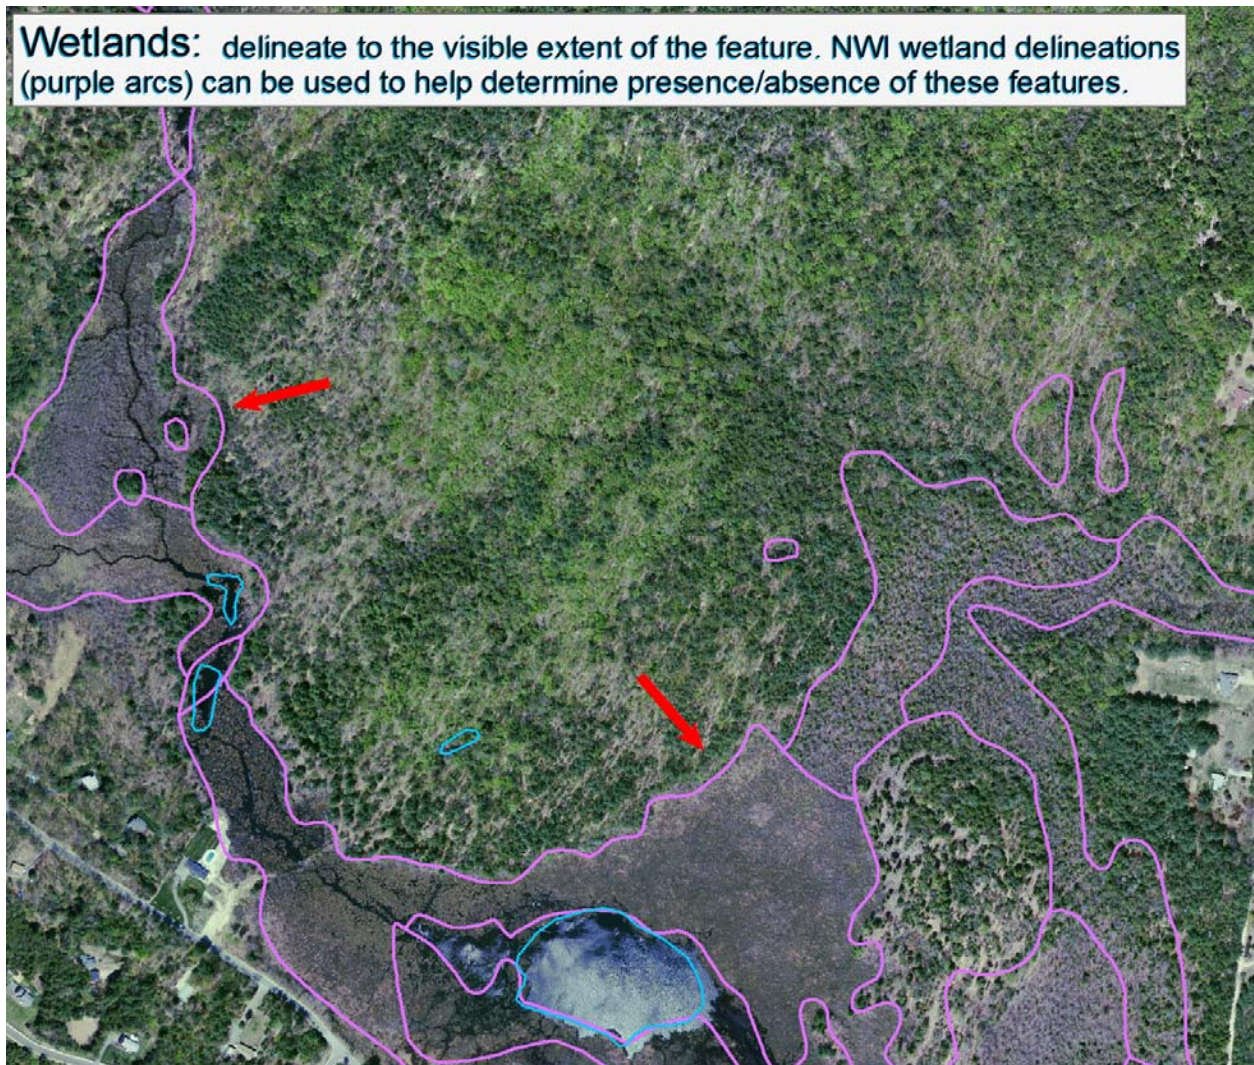 Wetlands: delineate to the visible extent of the feature. NWI wetland delineations
(purple arcs) can be used to help determine presence/absence of these features.